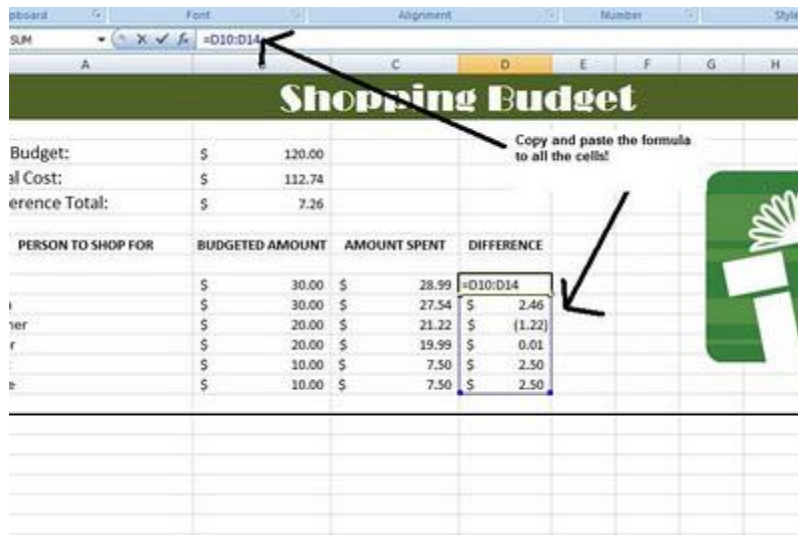 Font Alignment Number
SUM =D10:D14
A C D E F G H
Shopping Budget
Copy and paste the formula
to all the cells!
Budget: $ 120.00
Cost: $ 112.74
Total: $ 7.26
PERSON TO SHOP FOR BUDGETED AMOUNT AMOUNT SPENT DIFFERENCE
$ 30.00 $ 28.99 =D10:D14
$ 30.00 $ 27.54 $ 2.46
$ 20.00 $ 21.22 $ (1.22)
$ 20.00 $ 19.99 $ 0.01
$ 10.00 $ 7.50 $ 2.50
$ 10.00 $ 7.50 $ 2.50